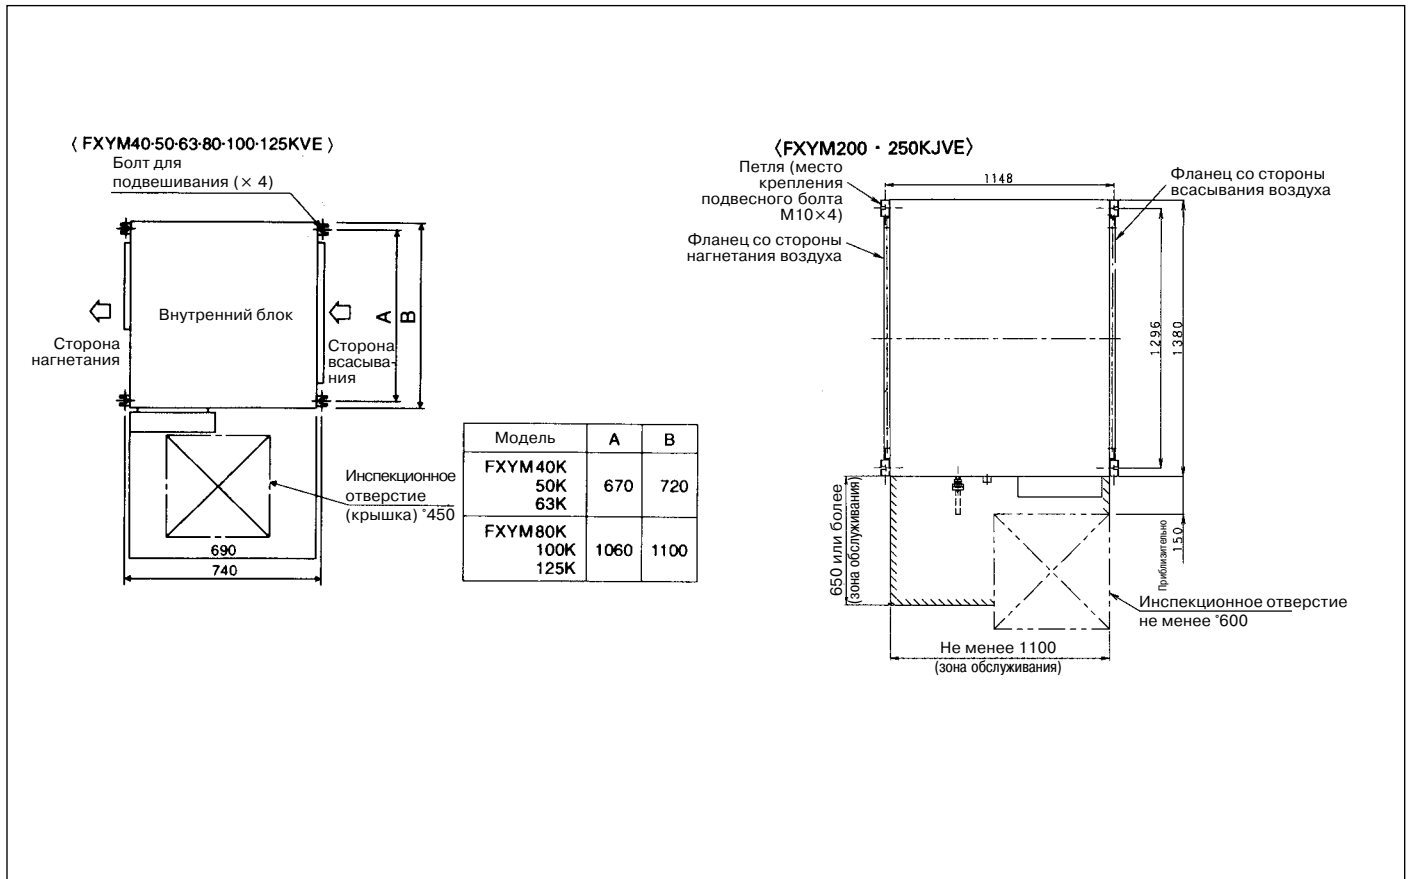 ⟨ FXYM40·50·63·80·100·125KVE ⟩
Болт для
подвешивания (× 4)
Внутренний блок
Сторона
нагнетания
Сторона
всасыва-
ния
A
B
Инспекционное
отверстие
(крышка) ˚450
690
740
Модель A B
FXYM40K
50K 670 720
63K
FXYM80K
100K 1060 1100
125K
⟨FXYM200 · 250KJVE⟩
Петля (место
крепления
подвесного болта
М10×4)
Фланец со стороны
нагнетания воздуха
1148
Фланец со стороны
всасывания воздуха
1296
1380
650 или более
(зона обслуживания)
Приблизительно
150
Инспекционное отверстие
не менее ˚600
Не менее 1100
(зона обслуживания)